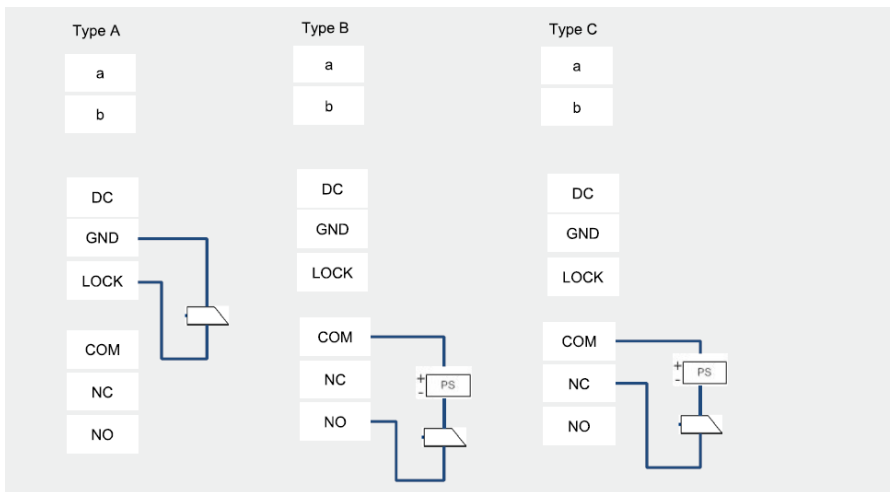 Type A
a
b
DC
GND
LOCK
COM
NC
NO
Type B
a
b
DC
GND
LOCK
COM
NC
NO
+
-
PS
Type C
a
b
DC
GND
LOCK
COM
NC
NO
+
-
PS